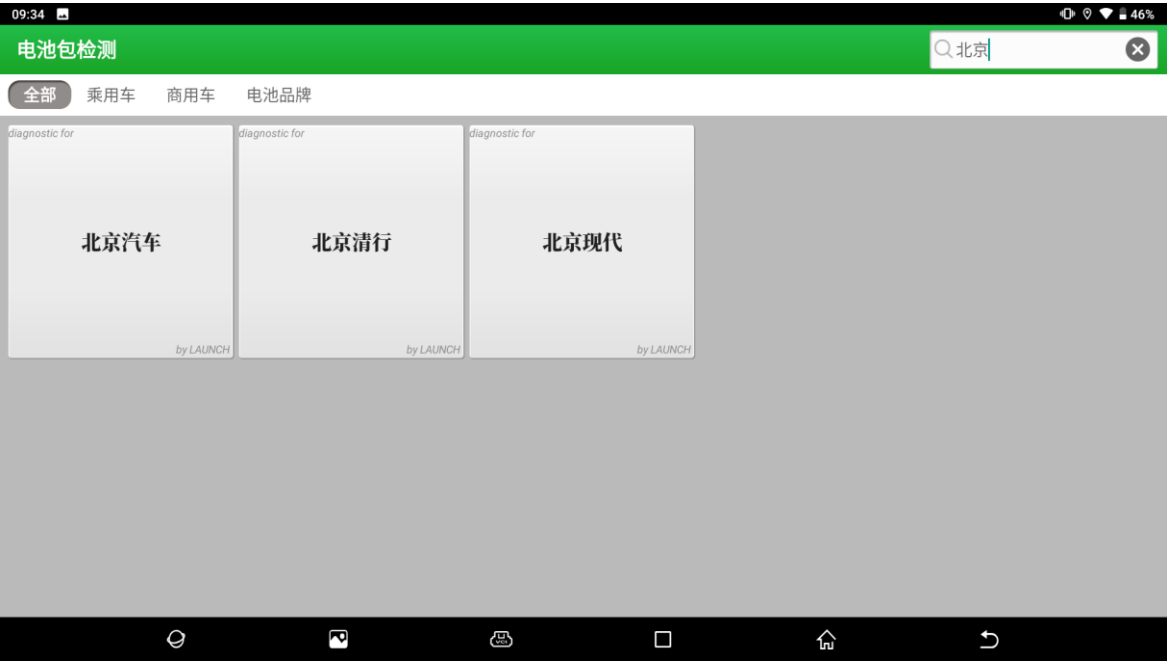 09:34 46%
电池包检测 北京
全部 乘用车 商用车 电池品牌
diagnostic for diagnostic for diagnostic for
北京汽车 北京清行 北京现代
by LAUNCH by LAUNCH by LAUNCH
VCI